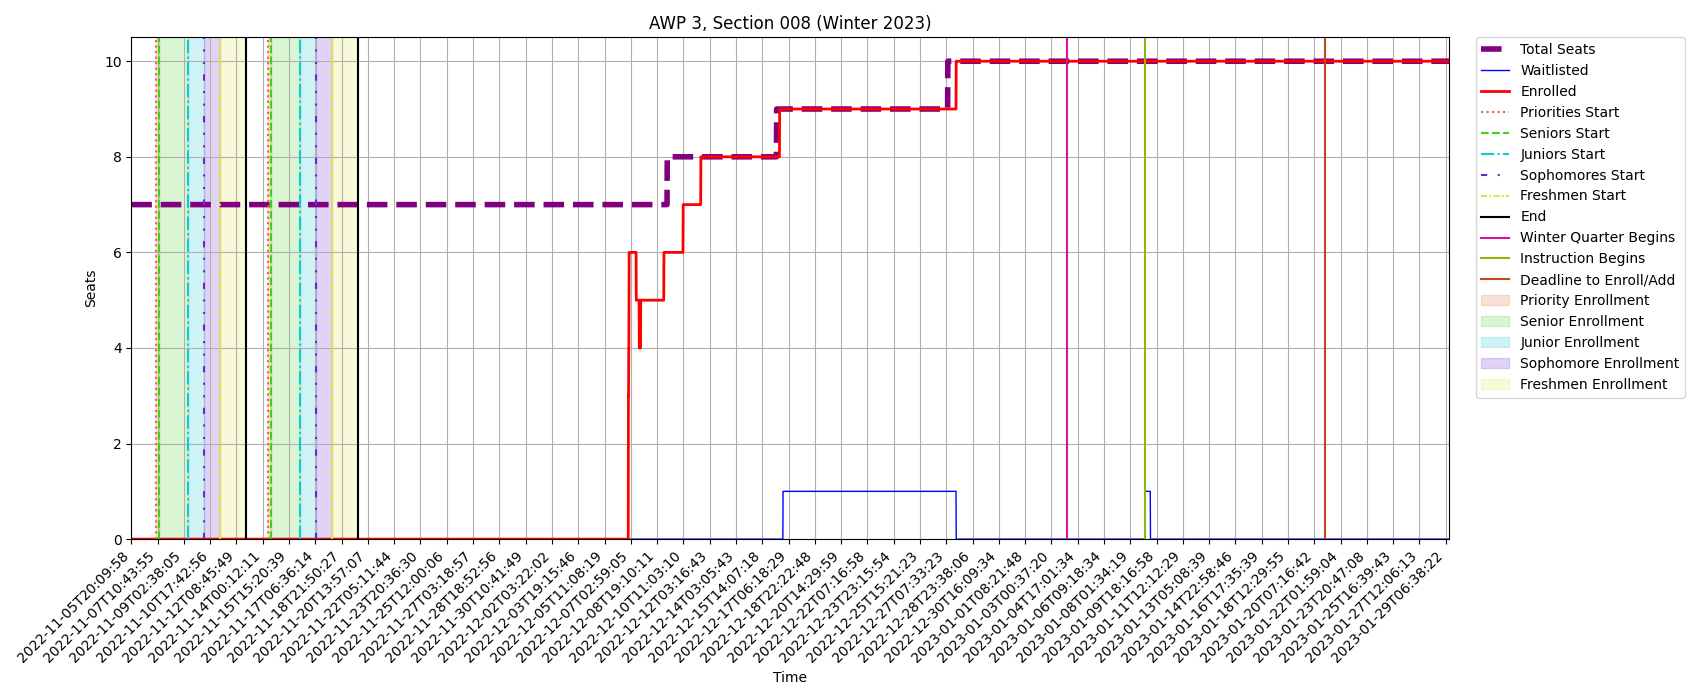 AWP 3, Section 008 (Winter 2023)
Seats
10
8
6
4
2
0
2022-11-05T20:09:58
2022-11-07T10:43:55
2022-11-09T02:38:05
2022-11-10T17:42:56
2022-11-12T08:45:49
2022-11-14T00:12:11
2022-11-15T15:20:39
2022-11-17T06:36:14
2022-11-18T21:50:27
2022-11-20T13:57:07
2022-11-22T05:11:44
2022-11-23T20:36:30
2022-11-25T12:00:06
2022-11-27T03:18:57
2022-11-28T18:52:56
2022-11-30T10:41:49
2022-12-02T03:22:02
2022-12-03T19:15:46
2022-12-05T11:08:19
2022-12-07T02:59:05
2022-12-08T19:10:11
2022-12-10T11:03:10
2022-12-12T03:16:43
2022-12-14T03:05:43
2022-12-15T14:07:18
2022-12-17T06:18:29
2022-12-18T22:22:48
2022-12-20T14:29:59
2022-12-22T07:16:58
2022-12-23T23:15:54
2022-12-25T15:21:23
2022-12-27T07:33:23
2022-12-28T23:38:06
2022-12-30T16:09:34
2023-01-01T08:21:48
2023-01-03T00:37:20
2023-01-04T17:01:34
2023-01-06T09:18:34
2023-01-08T01:34:19
2023-01-09T18:16:58
2023-01-11T12:12:29
2023-01-13T05:08:39
2023-01-14T22:58:46
2023-01-16T17:35:39
2023-01-18T12:29:55
2023-01-20T07:16:42
2023-01-22T01:59:04
2023-01-23T20:47:08
2023-01-25T16:39:43
2023-01-27T12:06:13
2023-01-29T06:38:22
Time
Total Seats
Waitlisted
Enrolled
Priorities Start
Seniors Start
Juniors Start
Sophomores Start
Freshmen Start
End
Winter Quarter Begins
Instruction Begins
Deadline to Enroll/Add
Priority Enrollment
Senior Enrollment
Junior Enrollment
Sophomore Enrollment
Freshmen Enrollment